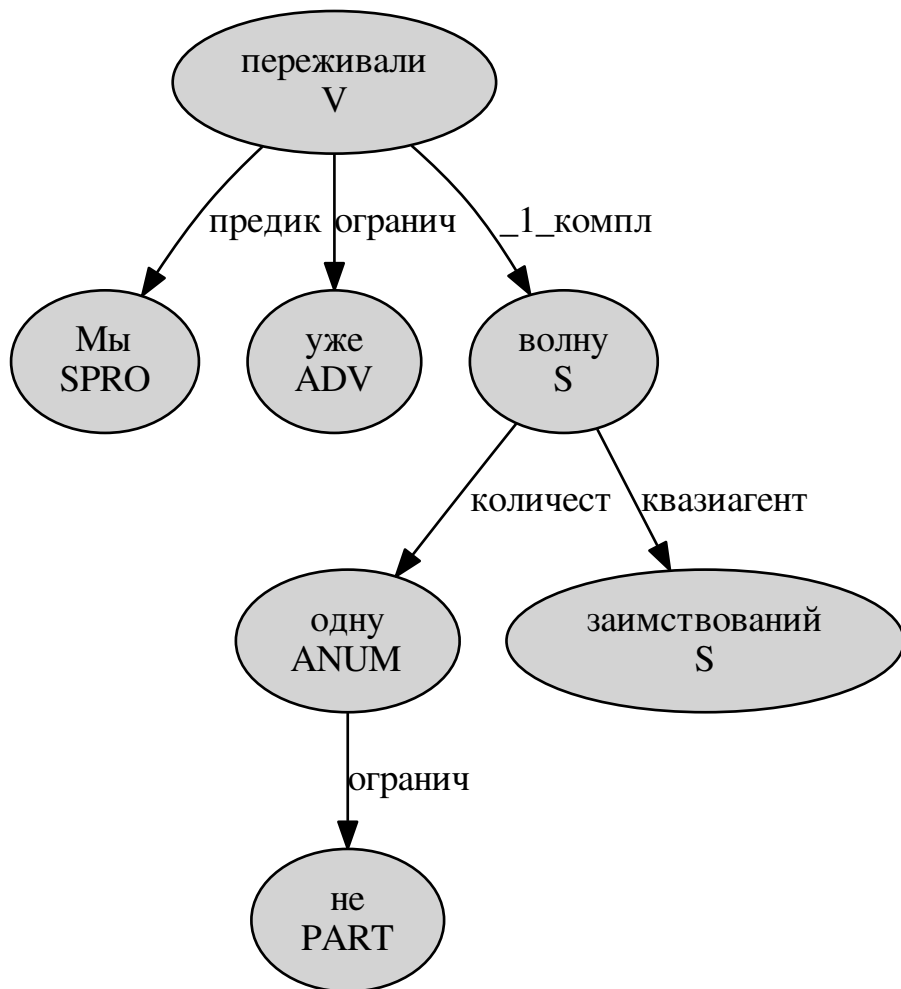 переживали
V
предик
огранич
_1_компл
Мы
SPRO
уже
ADV
волну
S
количест
квазиагент
одну
ANUM
заимствований
S
огранич
не
PART